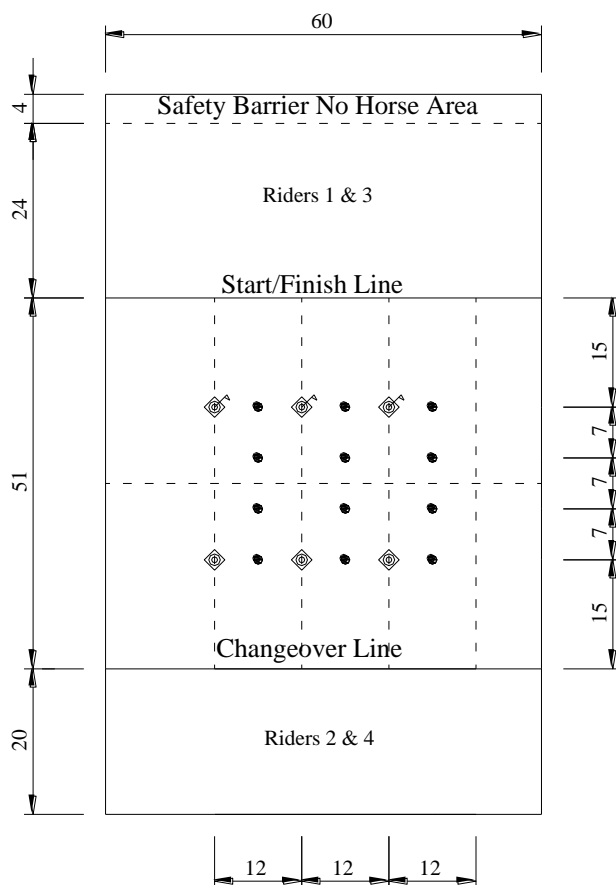 60
4
Safety Barrier No Horse Area
24
Riders 1 & 3
Start/Finish Line
15
7
51
7
7
15
Changeover Line
20
Riders 2 & 4
12
12
12